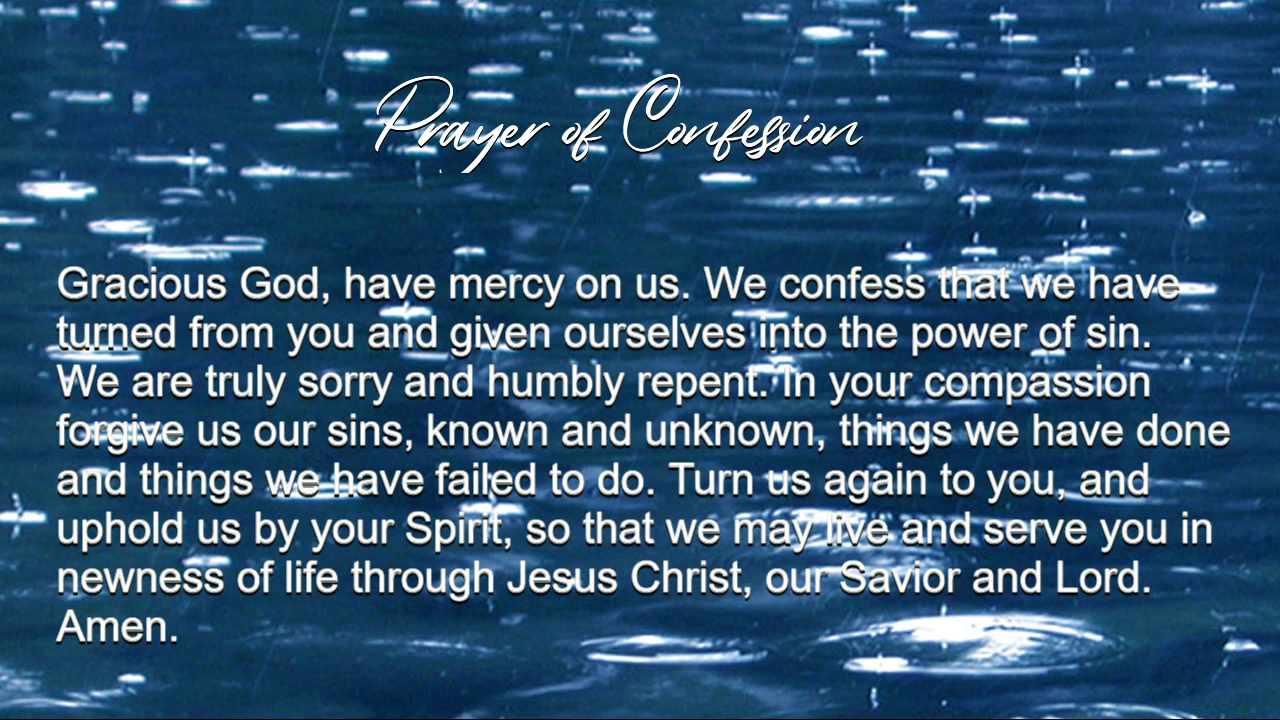 Prayer of Confession
Gracious God, have mercy on us. We confess that we have
turned from you and given ourselves into the power of sin.
We are truly sorry and humbly repent. In your compassion
forgive us our sins, known and unknown, things we have done
and things we have failed to do. Turn us again to you, and
uphold us by your Spirit, so that we may live and serve you in
newness of life through Jesus Christ, our Savior and Lord.
Amen.